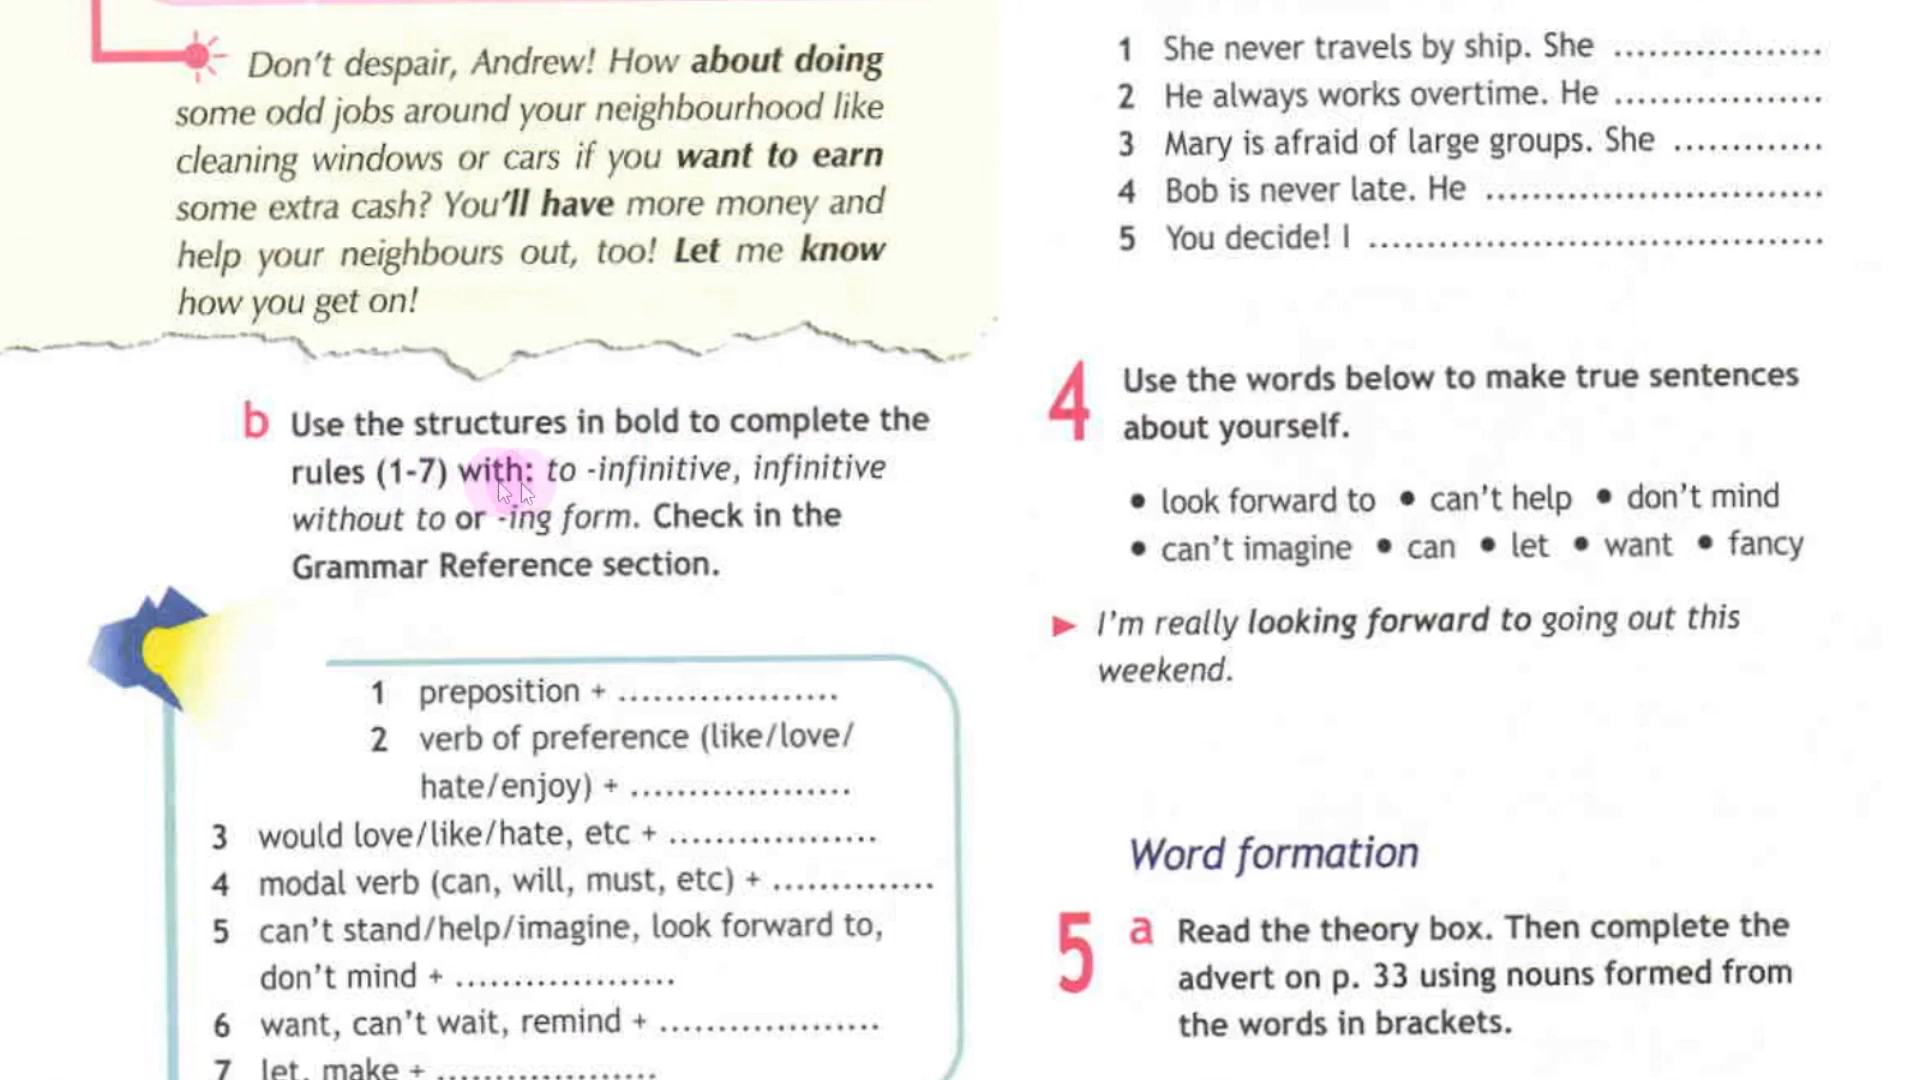 Don't despair, Andrew! How about doing
some odd jobs around your neighbourhood like
cleaning windows or cars if you want to earn
some extra cash? You'll have more money and
help your neighbours out, too! Let me know
how you get on!
b Use the structures in bold to complete the
rules (1-7) with: to -infinitive, infinitive
without to or -ing form. Check in the
Grammar Reference section.
1 preposition + ...................
2 verb of preference (like/love/
hate/enjoy) + ...................
3 would love/like/hate, etc + ..................
4 modal verb (can, will, must, etc) + ..............
5 can't stand/help/imagine, look forward to,
don't mind + ...................
6 want, can't wait, remind + ...................
7 let, make + ...................
1 She never travels by ship. She ..................
2 He always works overtime. He ..................
3 Mary is afraid of large groups. She .............
4 Bob is never late. He .............................
5 You decide! I .......................................
4 Use the words below to make true sentences
about yourself.
• look forward to • can't help • don't mind
• can't imagine • can • let • want • fancy
► I'm really looking forward to going out this
weekend.
Word formation
5 a Read the theory box. Then complete the
advert on p. 33 using nouns formed from
the words in brackets.